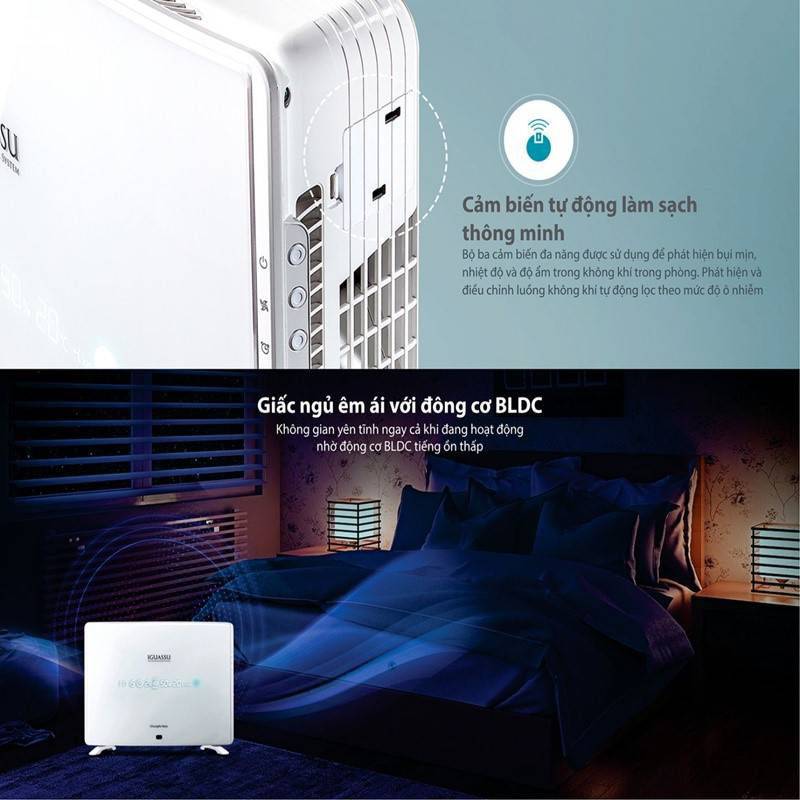 SU
SYSTEM
Cảm biến tự động làm sạch
thông minh
Bộ ba cảm biến đa năng được sử dụng để phát hiện bụi mịn,
nhiệt độ và độ ẩm trong không khí trong phòng. Phát hiện và
điều chỉnh luồng không khí tự động lọc theo mức độ ô nhiễm
Giấc ngủ êm ái với đông cơ BLDC
Không gian yên tĩnh ngay cả khi đang hoạt động
nhờ động cơ BLDC tiếng ồn thấp
IGUASSU